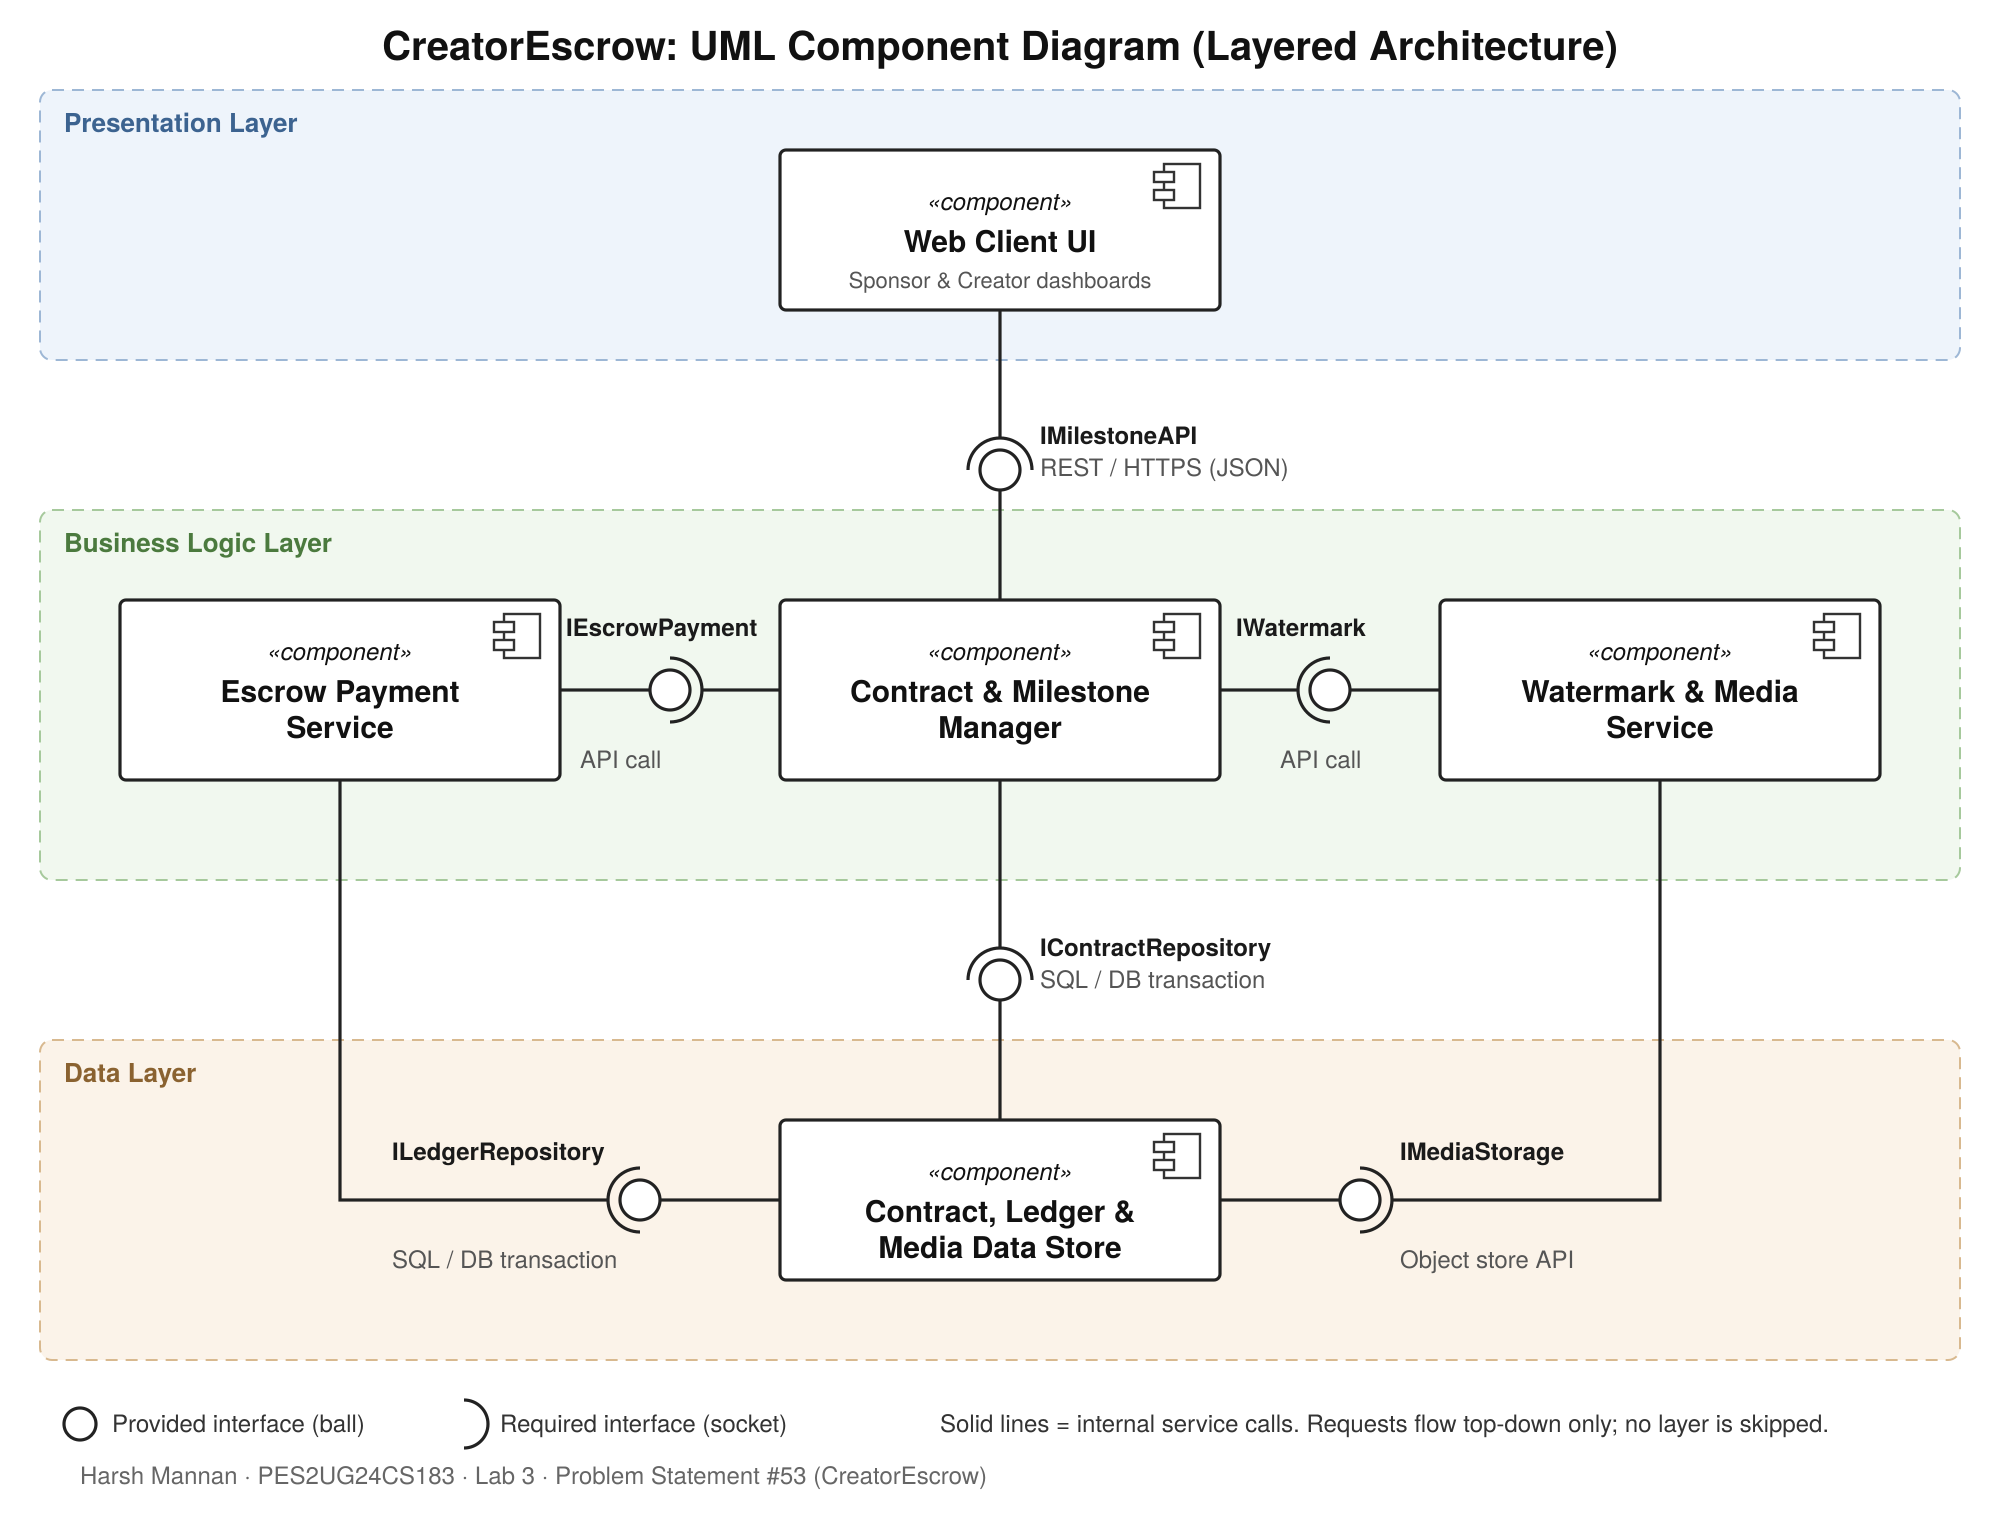 CreatorEscrow: UML Component Diagram (Layered Architecture)
Presentation Layer
«component»
Web Client UI
Sponsor & Creator dashboards
IMilestoneAPI
REST / HTTPS (JSON)
Business Logic Layer
«component»
Escrow Payment
Service
IEscrowPayment
API call
«component»
Contract & Milestone
Manager
IWatermark
API call
«component»
Watermark & Media
Service
IContractRepository
SQL / DB transaction
Data Layer
ILedgerRepository
SQL / DB transaction
«component»
Contract, Ledger &
Media Data Store
IMediaStorage
Object store API
Provided interface (ball)
Required interface (socket)
Solid lines = internal service calls. Requests flow top-down only; no layer is skipped.
Harsh Mannan · PES2UG24CS183 · Lab 3 · Problem Statement #53 (CreatorEscrow)